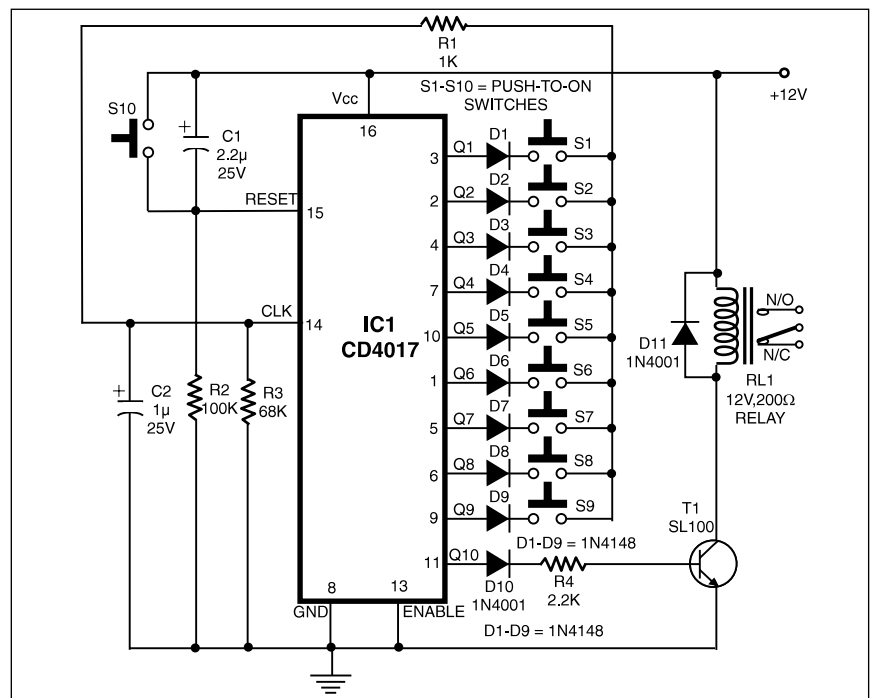 R1
1K
Vcc
S1-S10 = PUSH-TO-ON
SWITCHES
+12V
S10
+
C1
2.2µ
25V
16
RESET
15
3
Q1
D1
S1
2
Q2
D2
S2
4
Q3
D3
S3
7
Q4
D4
S4
CLK
14
IC1
CD4017
10
Q5
D5
S5
1
Q6
D6
S6
5
Q7
D7
S7
6
Q8
D8
S8
9
Q9
D9
S9
D1-D9 = 1N4148
11
Q10
D10
1N4001
R4
2.2K
D1-D9 = 1N4148
+
C2
1µ
25V
R2
100K
R3
68K
8
13
GND
ENABLE
D11
1N4001
N/O
N/C
RL1
12V,200Ω
RELAY
T1
SL100